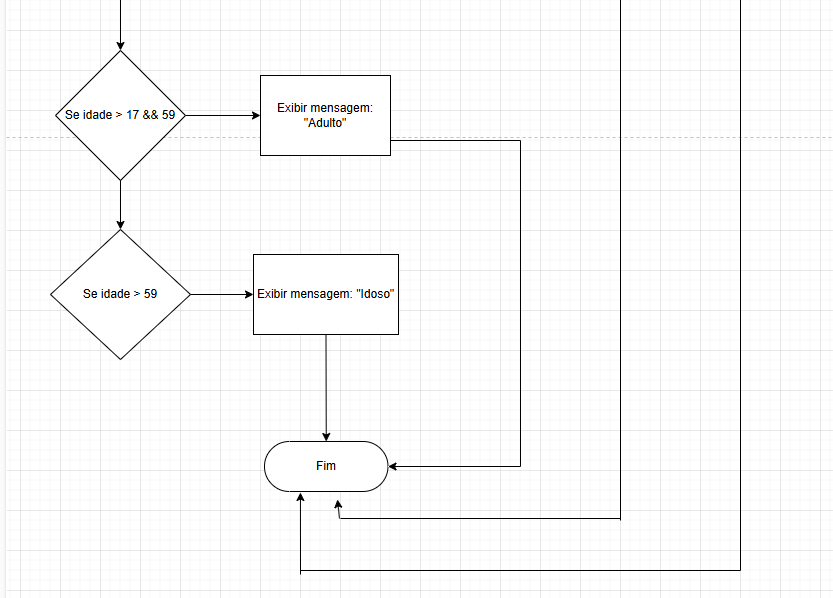 Se idade > 17 && 59
Exibir mensagem:
"Adulto"
Se idade > 59
Exibir mensagem: "Idoso"
Fim